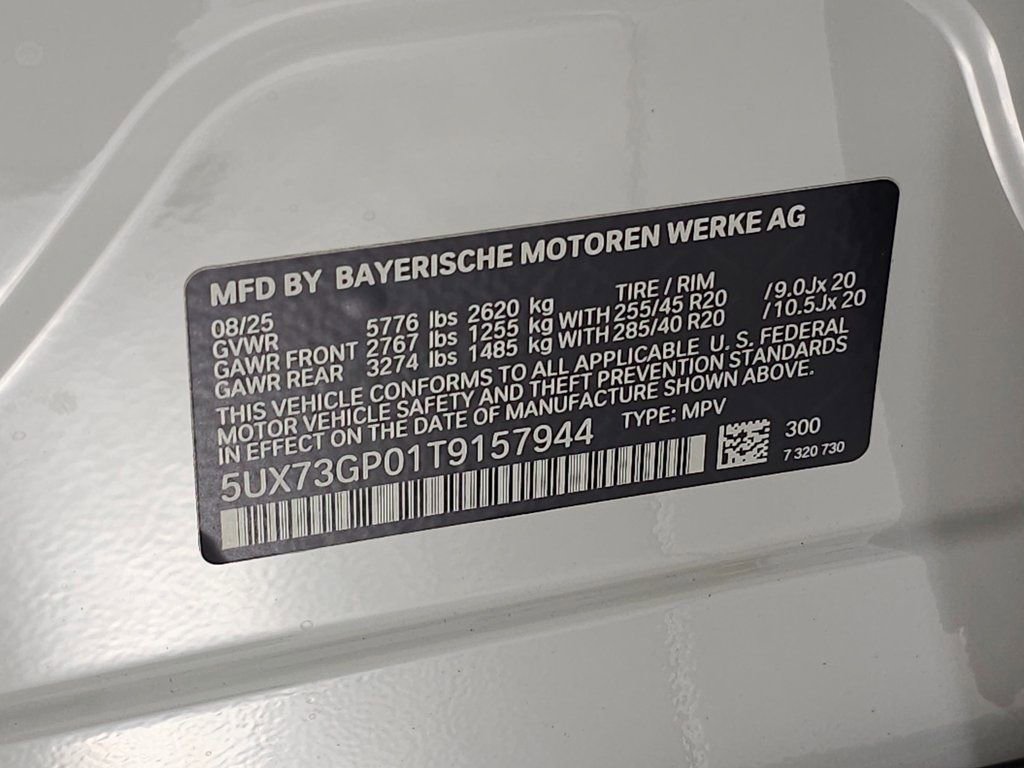 MFD BY BAYERISCHE MOTOREN WERKE AG
08/25 TIRE / RIM
GVWR 5776 lbs 2620 kg
GAWR FRONT 2767 lbs 1255 kg WITH 255/45 R20 /9.0Jx 20
GAWR REAR 3274 lbs 1485 kg WITH 285/40 R20 /10.5Jx 20
THIS VEHICLE CONFORMS TO ALL APPLICABLE U. S. FEDERAL
MOTOR VEHICLE SAFETY AND THEFT PREVENTION STANDARDS
IN EFFECT ON THE DATE OF MANUFACTURE SHOWN ABOVE.
TYPE: MPV
5UX73GP01T9157944
300
7 320 730